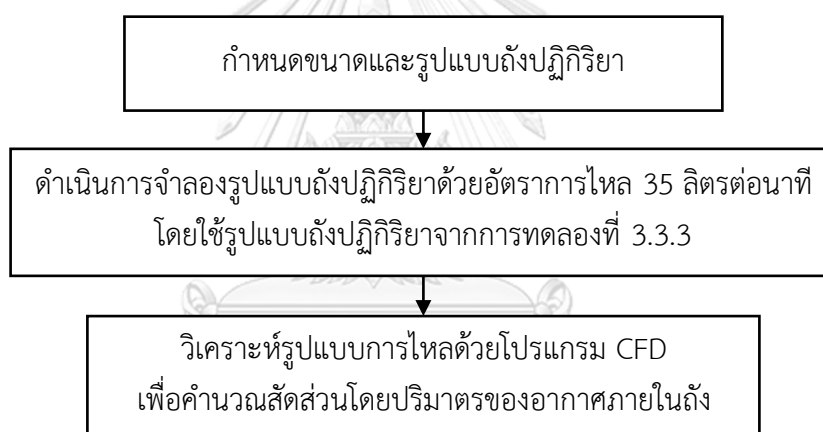 กำหนดขนาดและรูปแบบถังปฏิกิริยา
ดำเนินการจำลองรูปแบบถังปฏิกิริยาด้วยอัตราการไหล 35 ลิตรต่อนาที
โดยใช้รูปแบบถังปฏิกิริยาจากการทดลองที่ 3.3.3
วิเคราะห์รูปแบบการไหลด้วยโปรแกรม CFD
เพื่อคำนวณสัดส่วนโดยปริมาตรของอากาศภายในถัง